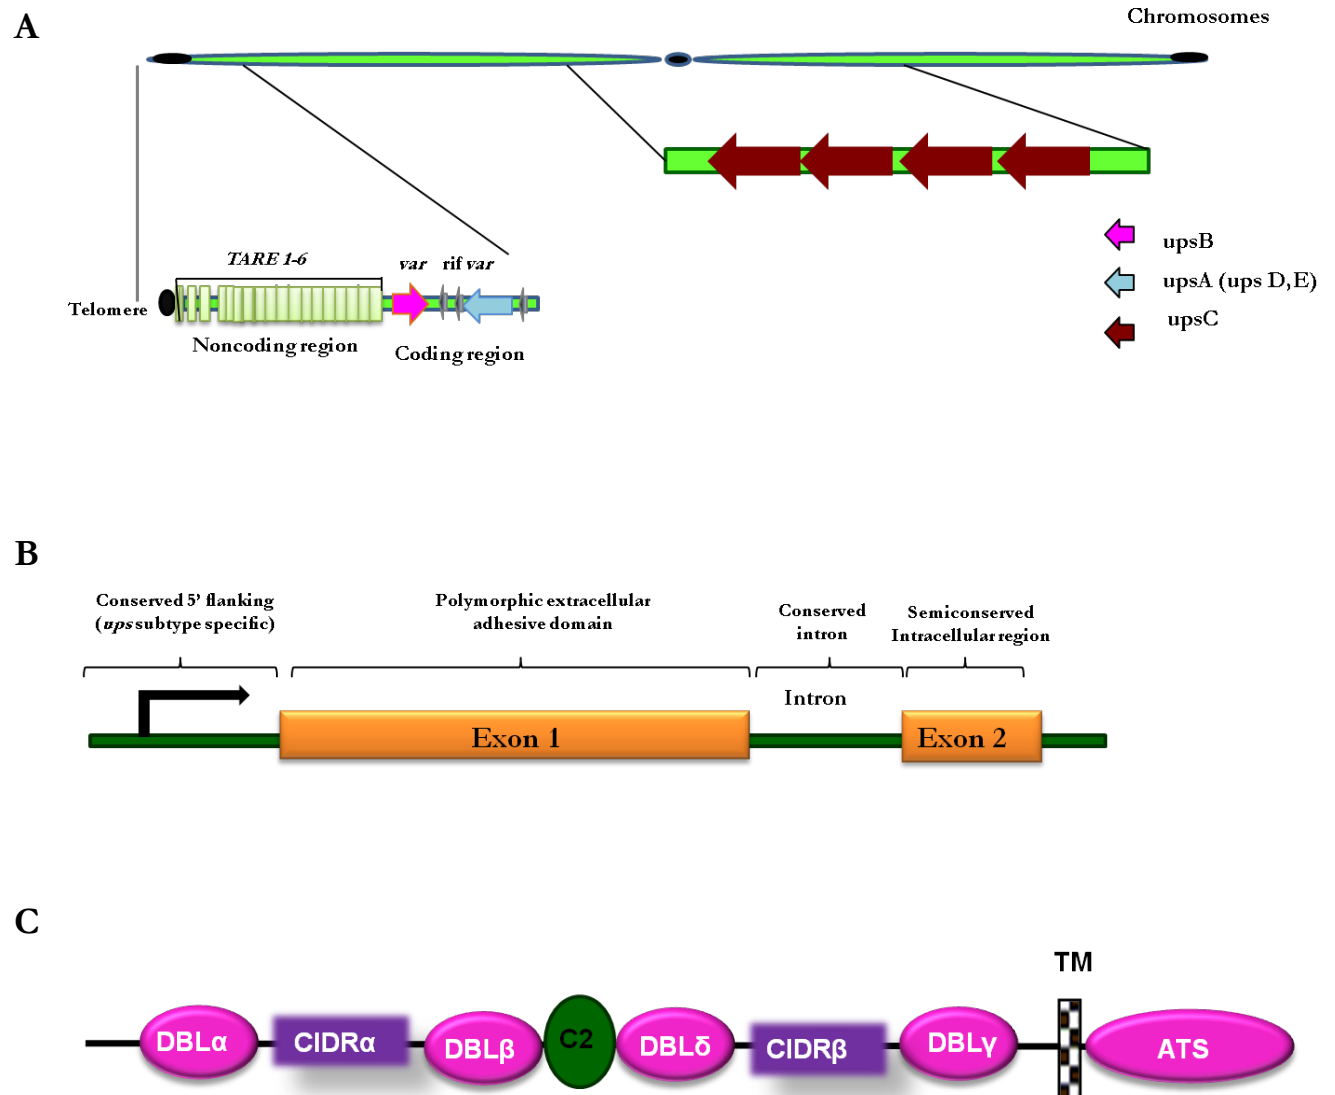 A
Chromosomes
TARE 1-6
var rif var
Telomere
Noncoding region
Coding region
upsB
upsA (ups D,E)
upsC
B
Conserved 5’ flanking
(ups subtype specific)
Polymorphic extracellular
adhesive domain
Conserved
intron
Semiconserved
Intracellular region
Intron
Exon 1
Exon 2
C
TM
DBLα
CIDRα
DBLβ
C2
DBLδ
CIDRβ
DBLγ
ATS